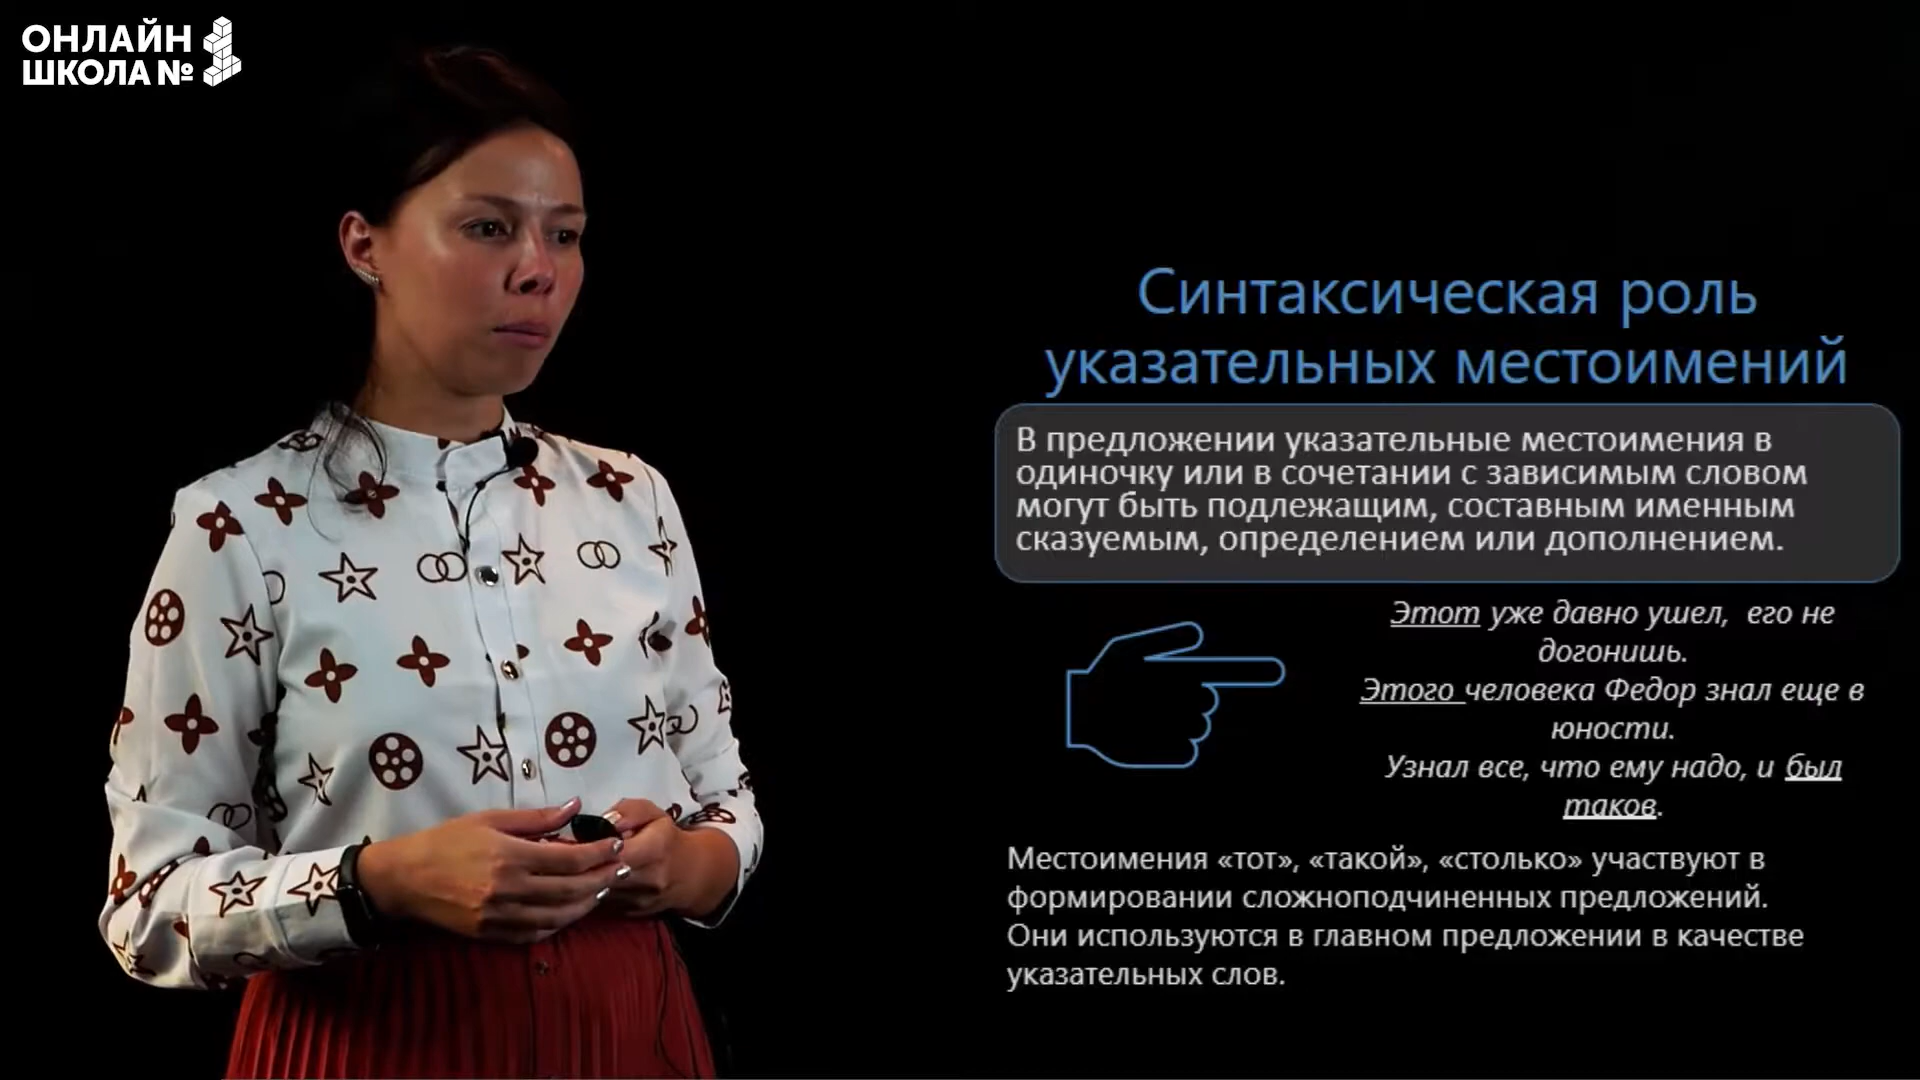 ОНЛАЙН
ШКОЛА №1
Синтаксическая роль
указательных местоимений
В предложении указательные местоимения в
одиночку или в сочетании с зависимым словом
могут быть подлежащим, составным именным
сказуемым, определением или дополнением.
Этот уже давно ушел,  его не
догонишь.
Этого человека Федор знал еще в
юности.
Узнал все, что ему надо, и был
таков.
Местоимения «тот», «такой», «столько» участвуют в
формировании сложноподчиненных предложений.
Они используются в главном предложении в качестве
указательных слов.